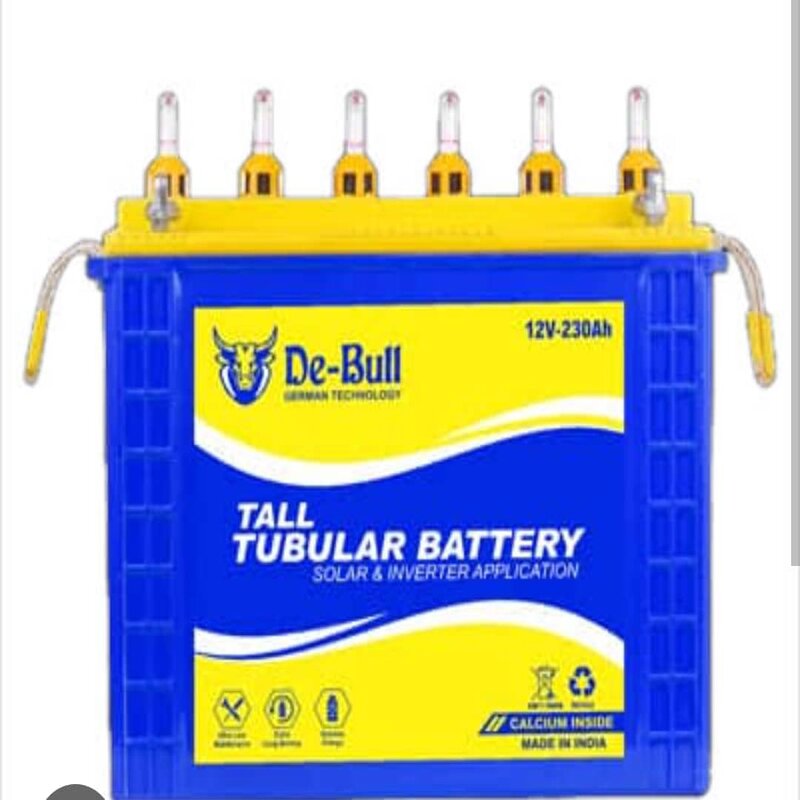 12V-230Ah
De-Bull
GERMAN TECHNOLOGY
TALL
TUBULAR BATTERY
SOLAR & INVERTER APPLICATION
CALCIUM INSIDE
MADE IN INDIA